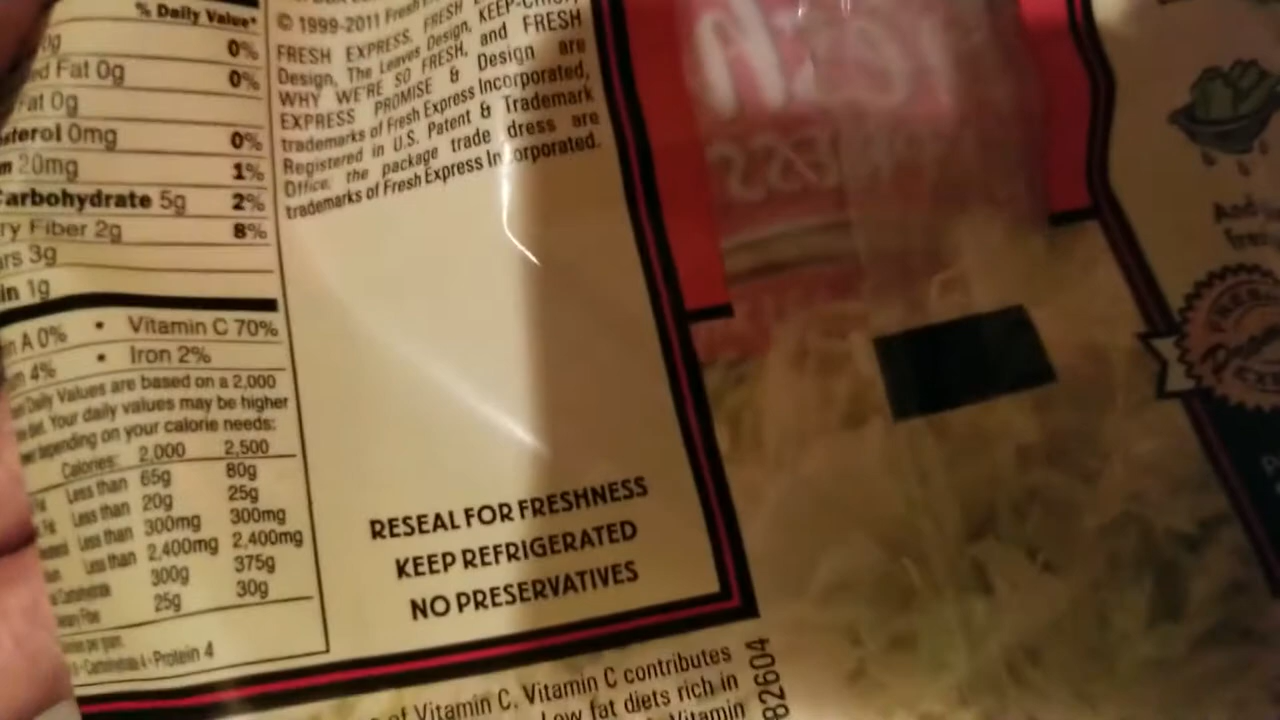 % Daily Value*
0g 0%
ed Fat 0g 0%
Fat 0g
sterol 0mg 0%
m 20mg 1%
Carbohydrate 5g 2%
ry Fiber 2g 8%
ars 3g
in 1g
n A 0% • Vitamin C 70%
m 4% • Iron 2%
Daily Values are based on a 2,000
Your daily values may be higher
depending on your calorie needs:
Calories: 2,000 2,500
Less than 65g 80g
Less than 20g 25g
Less than 300mg 300mg
Less than 2,400mg 2,400mg
300g 375g
25g 30g
Protein 4
© 1999-2011 Fresh
FRESH EXPRESS, FRESH
Design, The Leaves Design, KEEP-
WHY WE'RE SO FRESH, and FRESH
EXPRESS PROMISE & Design are
trademarks of Fresh Express Incorporated,
Registered in U.S. Patent & Trademark
Office; the package trade dress are
trademarks of Fresh Express Incorporated.
RESEAL FOR FRESHNESS
KEEP REFRIGERATED
NO PRESERVATIVES
of Vitamin C. Vitamin C contributes
Low fat diets rich in
Vitamin
82604